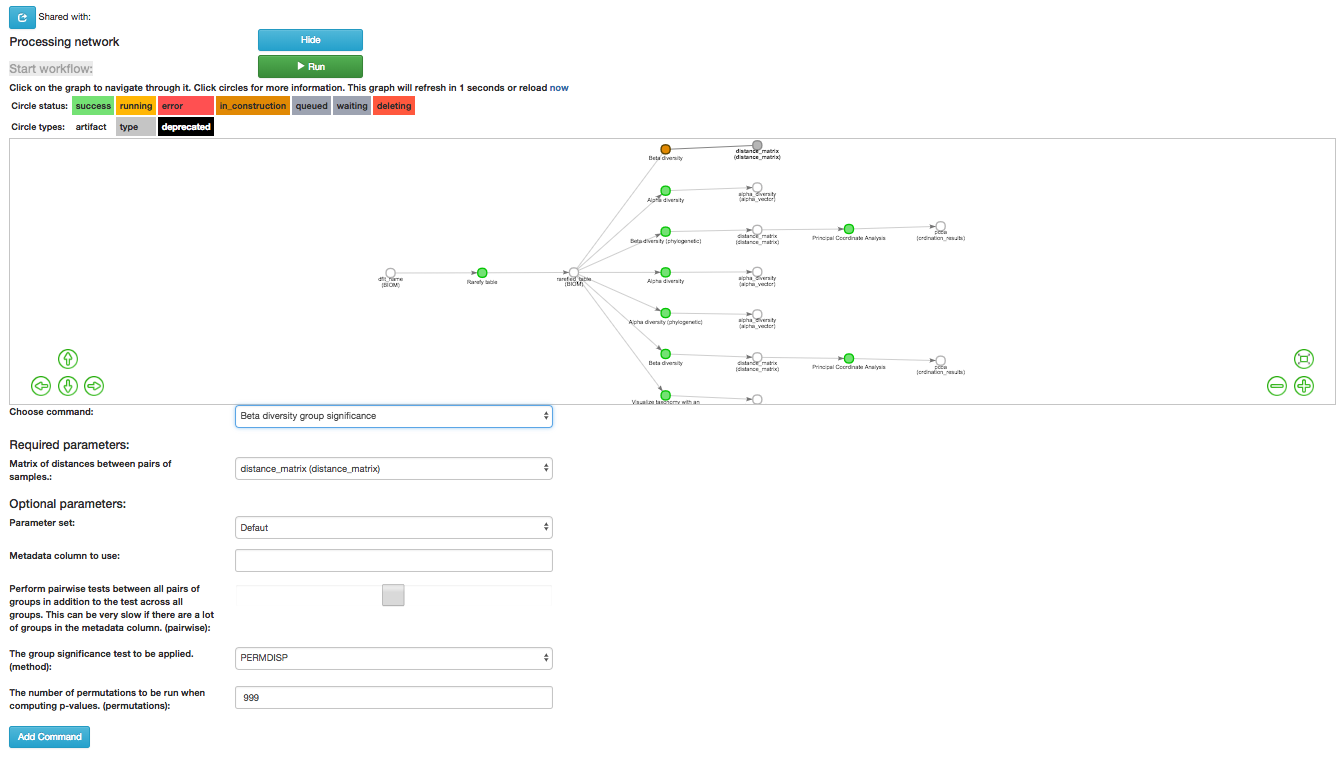 Shared with:
Processing network
Hide
Start workflow:
Run
Click on the graph to navigate through it. Click circles for more information. This graph will refresh in 1 seconds or reload now
Circle status: success running error in_construction queued waiting deleting
Circle types: artifact type deprecated
Beta diversity
distance_matrix
(distance_matrix)
Alpha diversity
alpha_diversity
(alpha_vector)
Beta diversity (phylogenetic)
distance_matrix
(distance_matrix)
Principal Coordinate Analysis
pcoa
(ordination_results)
dflt_name
(BIOM)
Rarefy table
rarefied_table
(BIOM)
Alpha diversity
alpha_diversity
(alpha_vector)
Alpha diversity (phylogenetic)
alpha_diversity
(alpha_vector)
Beta diversity
distance_matrix
(distance_matrix)
Principal Coordinate Analysis
pcoa
(ordination_results)
Visualize taxonomy with an
Choose command:
Beta diversity group significance
Required parameters:
Matrix of distances between pairs of
samples.:
distance_matrix (distance_matrix)
Optional parameters:
Parameter set:
Defaut
Metadata column to use:
Perform pairwise tests between all pairs of
groups in addition to the test across all
groups. This can be very slow if there are a lot
of groups in the metadata column. (pairwise):
The group significance test to be applied.
(method):
PERMDISP
The number of permutations to be run when
computing p-values. (permutations):
999
Add Command